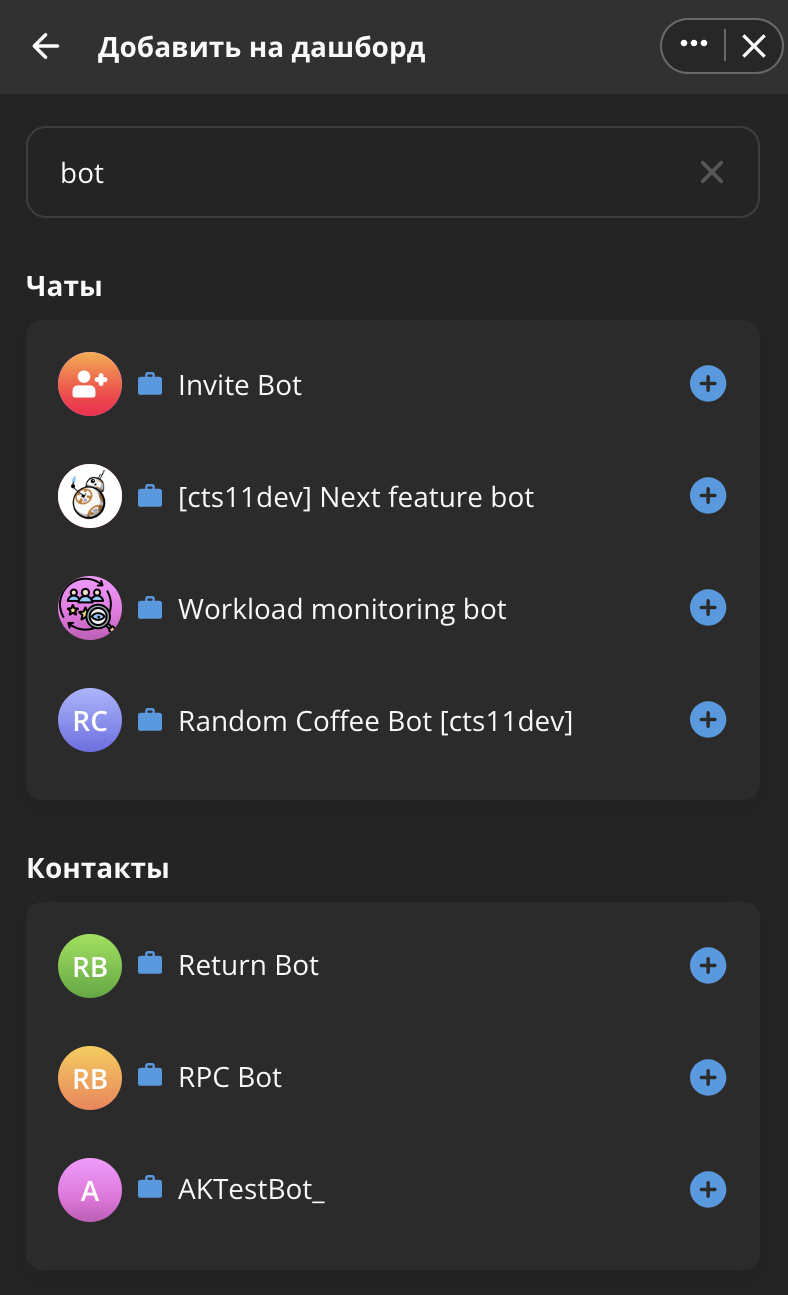 Добавить на дашборд
bot
Чаты
Invite Bot
[cts11dev] Next feature bot
Workload monitoring bot
RC Random Coffee Bot [cts11dev]
Контакты
RB Return Bot
RB RPC Bot
A AKTestBot_